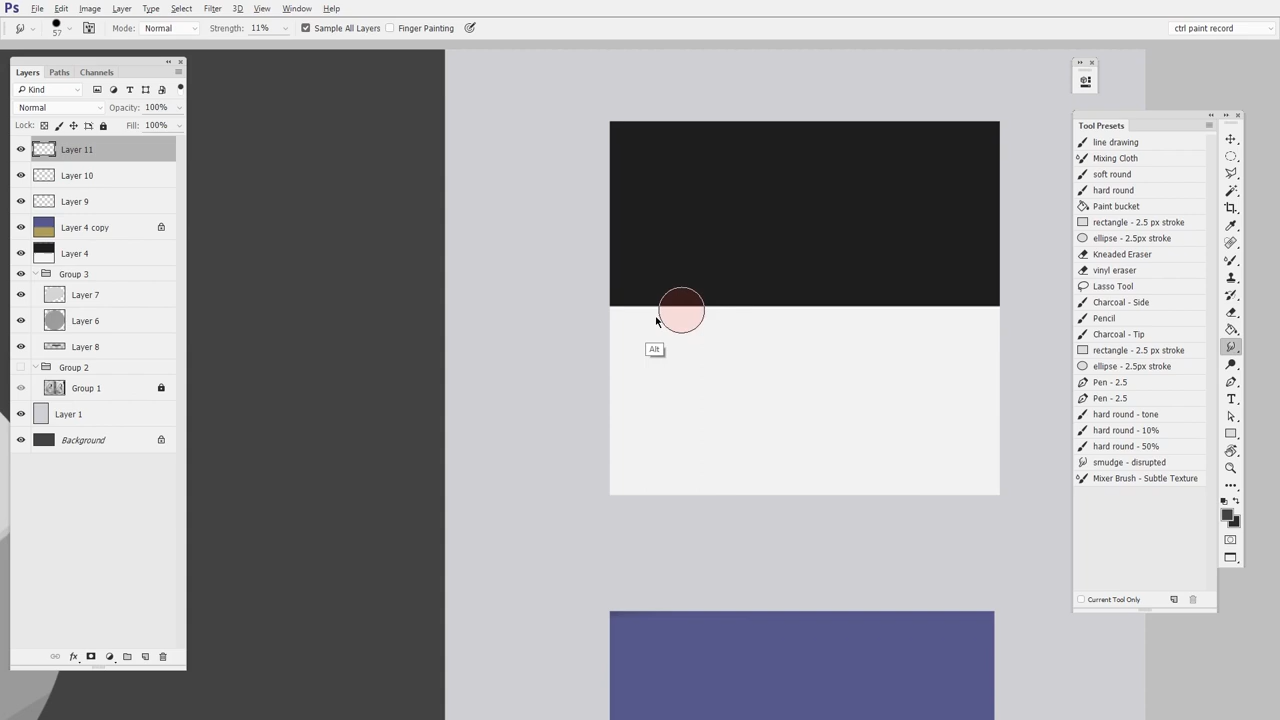 Ps File Edit Image Layer Type Select Filter 3D View Window Help
57 Mode: Normal Strength: 11% Sample All Layers Finger Painting ctrl paint record
Layers Paths Channels
Kind
Normal Opacity: 100%
Lock: Fill: 100%
Layer 11
Layer 10
Layer 9
Layer 4 copy
Layer 4
Group 3
Layer 7
Layer 6
Layer 8
Group 2
Group 1
Layer 1
Background
fx
Alt
Tool Presets
line drawing
Mixing Cloth
soft round
hard round
Paint bucket
rectangle - 2.5 px stroke
ellipse - 2.5px stroke
Kneaded Eraser
vinyl eraser
Lasso Tool
Charcoal - Side
Pencil
Charcoal - Tip
rectangle - 2.5 px stroke
ellipse - 2.5px stroke
Pen - 2.5
Pen - 2.5
hard round - tone
hard round - 10%
hard round - 50%
smudge - disrupted
Mixer Brush - Subtle Texture
Current Tool Only